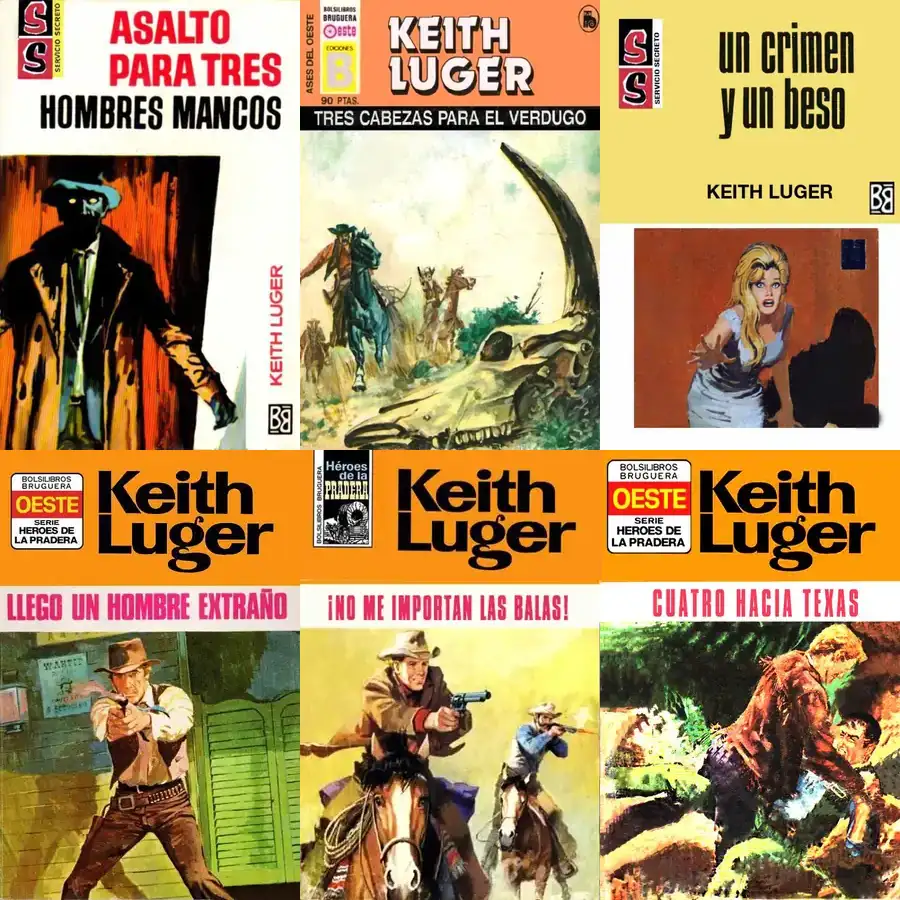 SS
SERVICIO SECRETO
ASALTO
PARA TRES
HOMBRES MANCOS
KEITH LUGER
BB
ASES DEL OESTE
BOLSILIBROS
BRUGUERA
Oeste
EDICIONES
B
90 PTAS.
KEITH
LUGER
TRES CABEZAS PARA EL VERDUGO
SS
SERVICIO SECRETO
un crimen
y un beso
KEITH LUGER
BB
BOLSILIBROS
BRUGUERA
OESTE
SERIE
HEROES DE
LA PRADERA
Keith
Luger
LLEGO UN HOMBRE EXTRAÑO
WANTED
BOLSILIBROS BRUGUERA
Héroes
de la
PRADERA
Keith
Luger
¡NO ME IMPORTAN LAS BALAS!
BOLSILIBROS
BRUGUERA
OESTE
SERIE
HEROES DE
LA PRADERA
Keith
Luger
CUATRO HACIA TEXAS